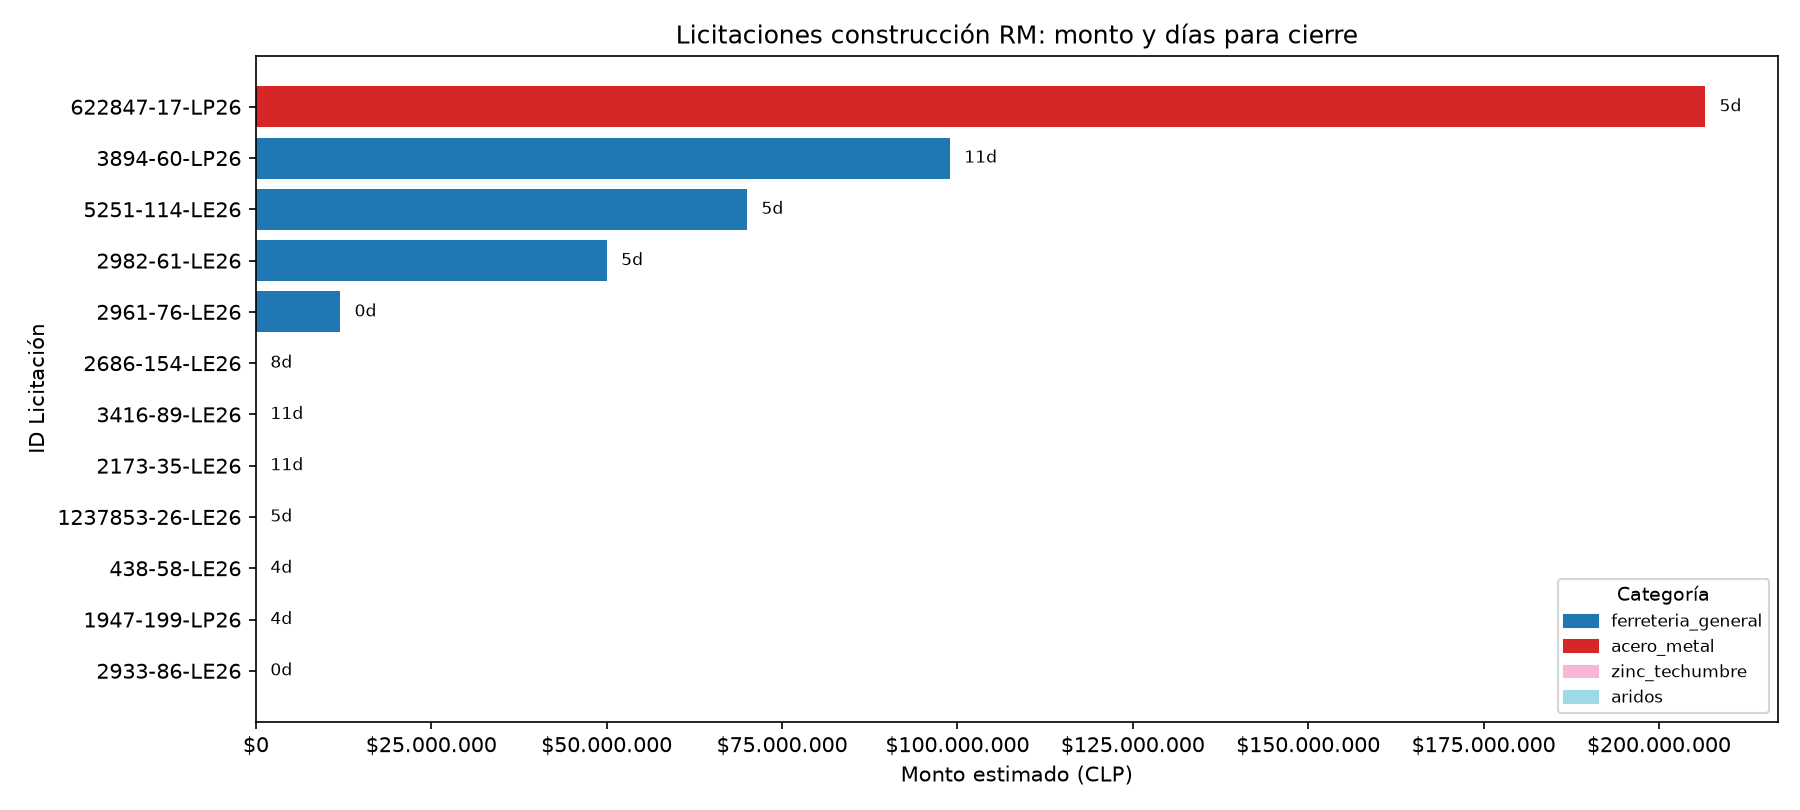 Licitaciones construcción RM: monto y días para cierre
ID Licitación
622847-17-LP26 5d
3894-60-LP26 11d
5251-114-LE26 5d
2982-61-LE26 5d
2961-76-LE26 0d
2686-154-LE26 8d
3416-89-LE26 11d
2173-35-LE26 11d
1237853-26-LE26 5d
438-58-LE26 4d
1947-199-LP26 4d
2933-86-LE26 0d
Categoría
ferreteria_general
acero_metal
zinc_techumbre
aridos
$0 $25.000.000 $50.000.000 $75.000.000 $100.000.000 $125.000.000 $150.000.000 $175.000.000 $200.000.000
Monto estimado (CLP)